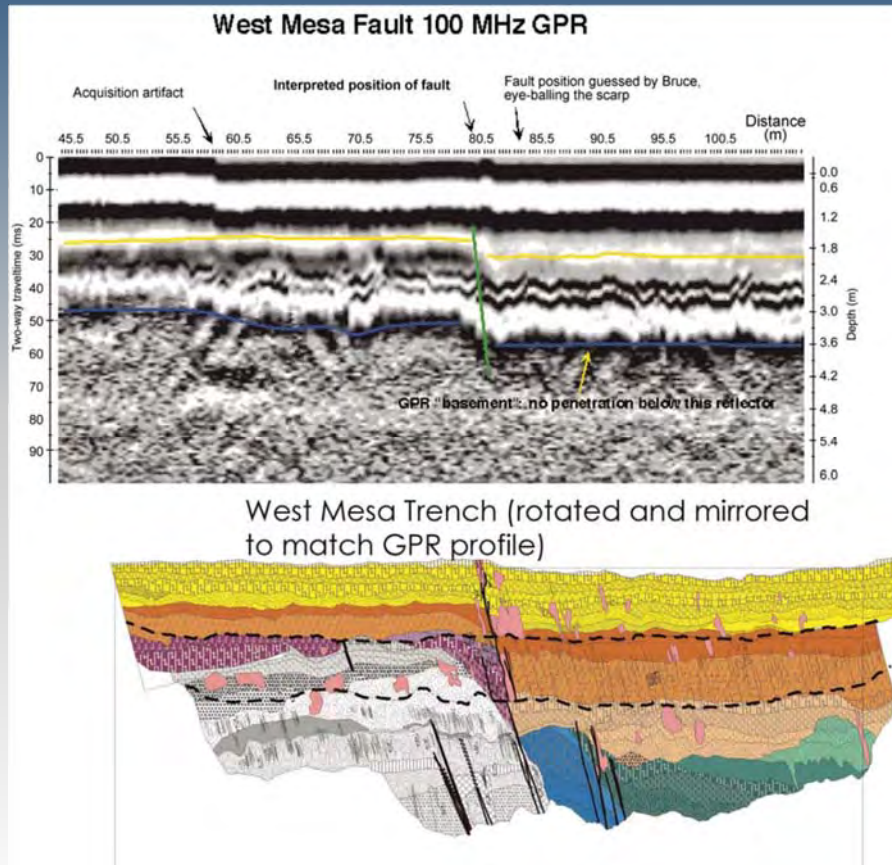 West Mesa Fault 100 MHz GPR
Acquisition artifact
Interpreted position of fault
Fault position guessed by Bruce,
eye-balling the scarp
Distance
(m)
45.5 50.5 55.5 60.5 65.5 70.5 75.5 80.5 85.5 90.5 95.5 100.5
Two-way traveltime (ms)
0
10
20
30
40
50
60
70
80
90
0.0
0.6
1.2
1.8
2.4
3.0
3.6
4.2
4.8
5.4
6.0
Depth (m)
GPR "basement": no penetration below this reflector
West Mesa Trench (rotated and mirrored
to match GPR profile)